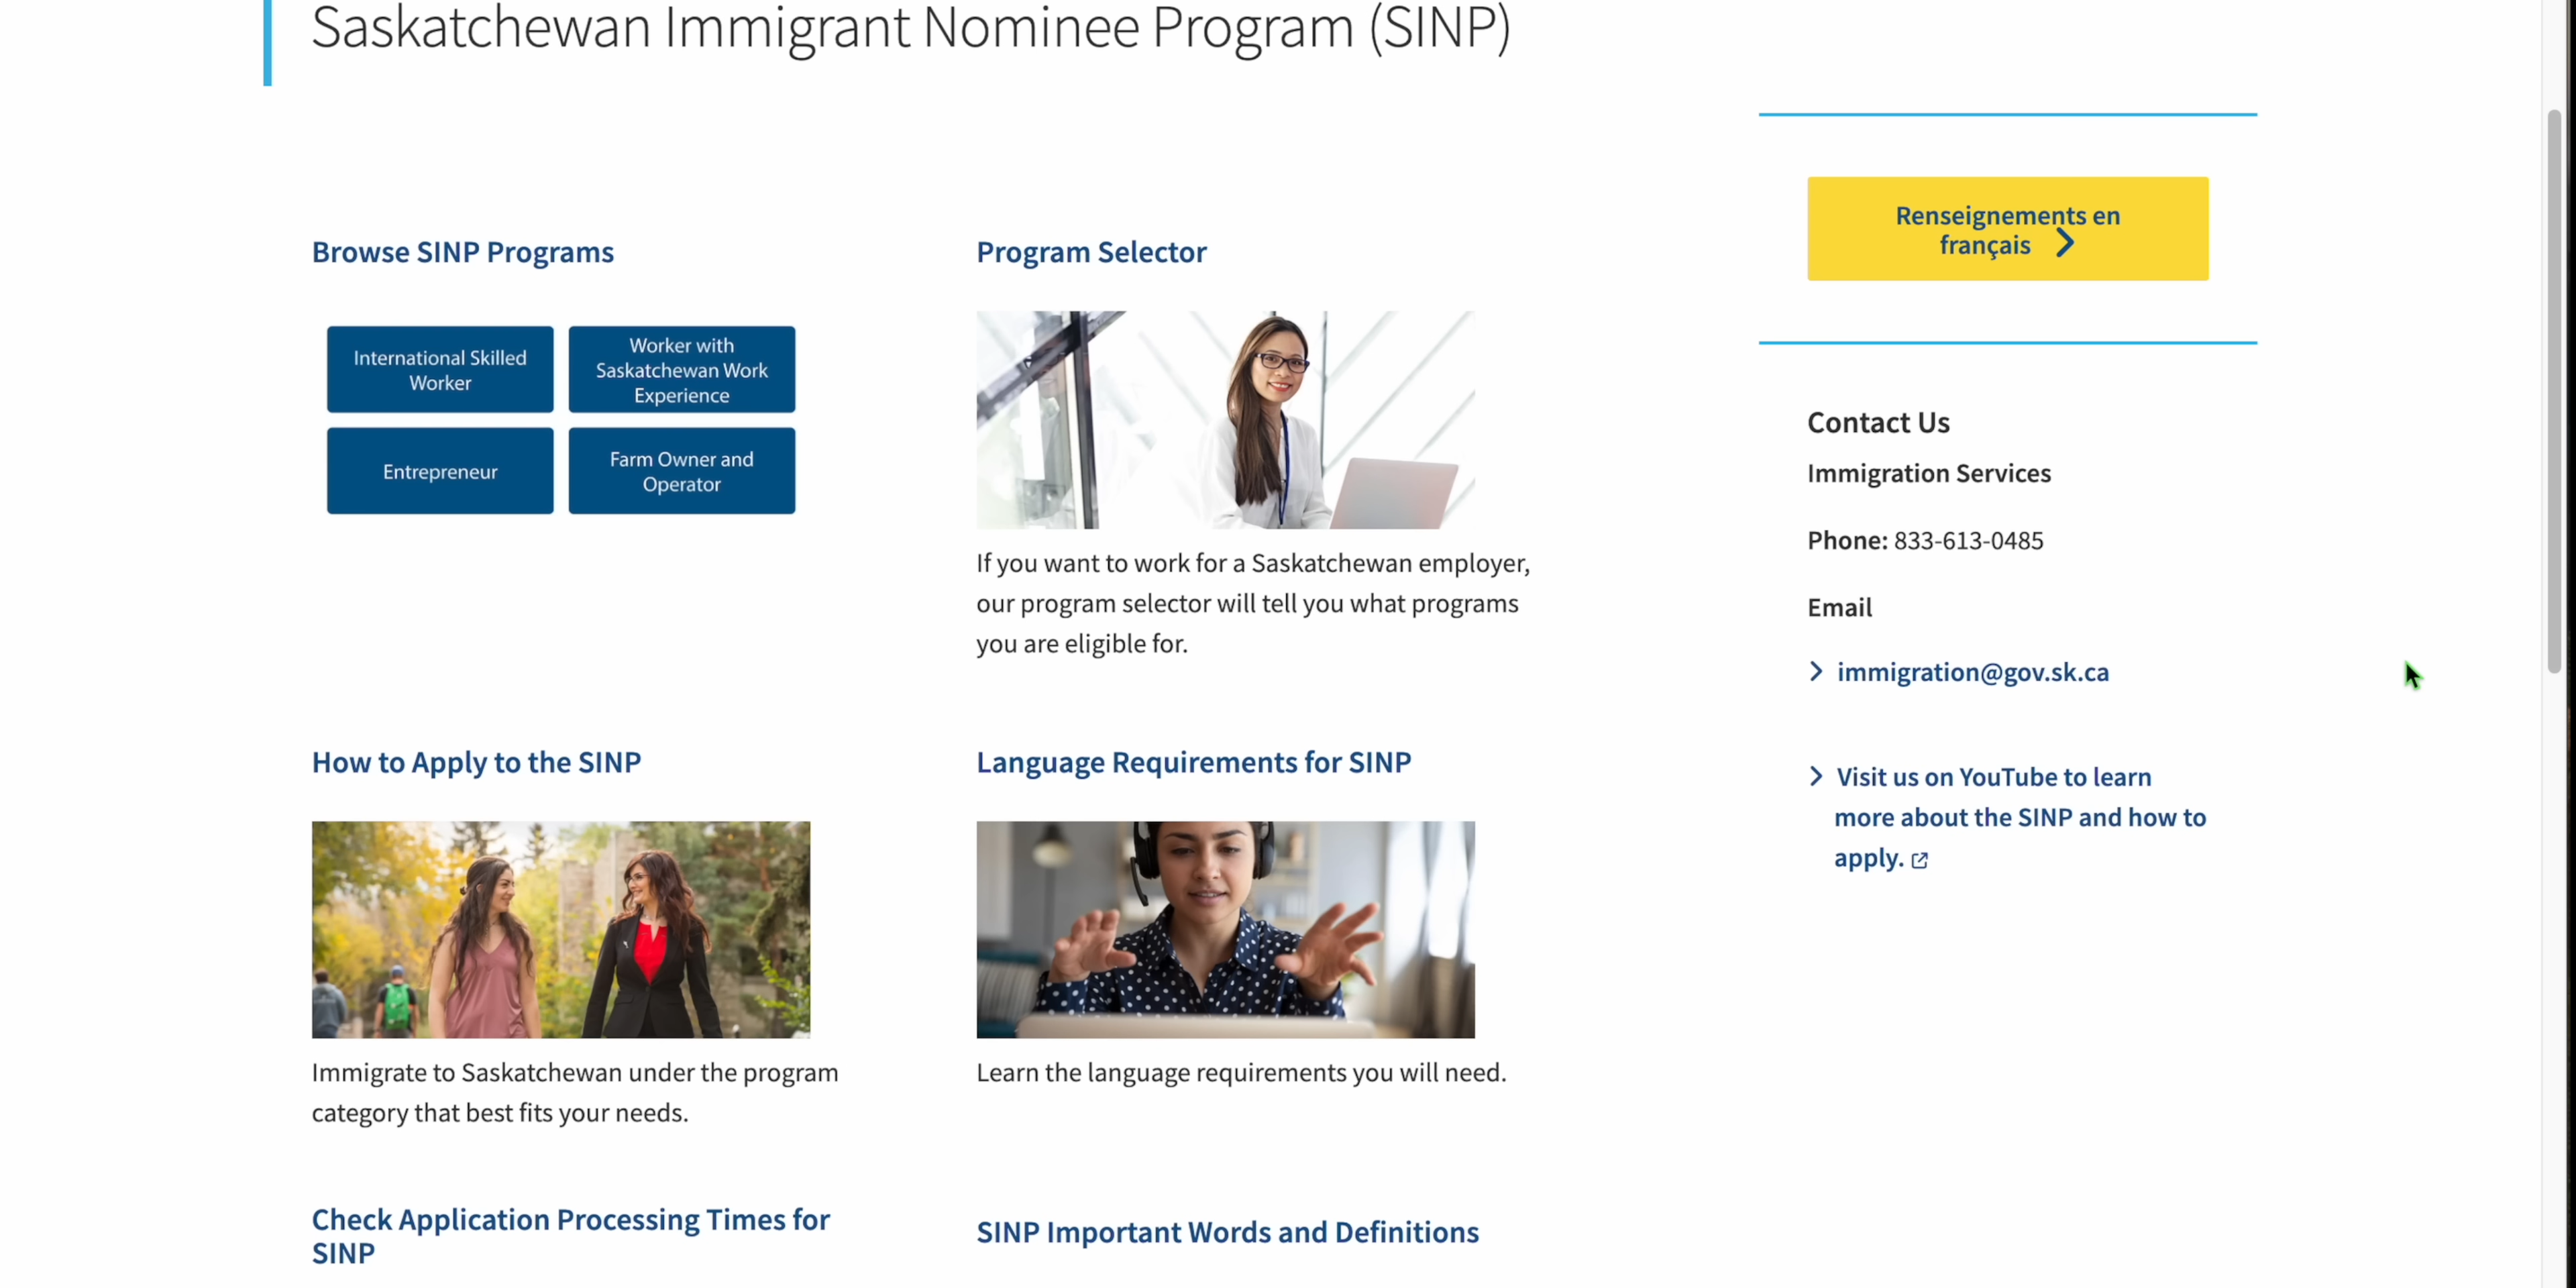 Saskatchewan Immigrant Nominee Program (SINP)
Browse SINP Programs
International Skilled
Worker
Worker with
Saskatchewan Work
Experience
Entrepreneur
Farm Owner and
Operator
Program Selector
If you want to work for a Saskatchewan employer,
our program selector will tell you what programs
you are eligible for.
How to Apply to the SINP
Immigrate to Saskatchewan under the program
category that best fits your needs.
Language Requirements for SINP
Learn the language requirements you will need.
Check Application Processing Times for
SINP
SINP Important Words and Definitions
Renseignements en
français
Contact Us
Immigration Services
Phone: 833-613-0485
Email
immigration@gov.sk.ca
Visit us on YouTube to learn
more about the SINP and how to
apply.